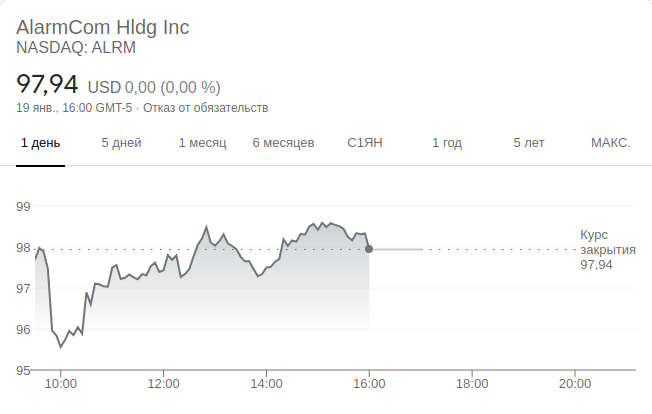 AlarmCom Hldg Inc
NASDAQ: ALRM
97,94 USD 0,00 (0,00 %)
19 янв., 16:00 GMT-5 · Отказ от обязательств
1 день 5 дней 1 месяц 6 месяцев С1ЯН 1 год 5 лет МАКС.
99
98
97
96
95
Курс
закрытия
97,94
10:00 12:00 14:00 16:00 18:00 20:00